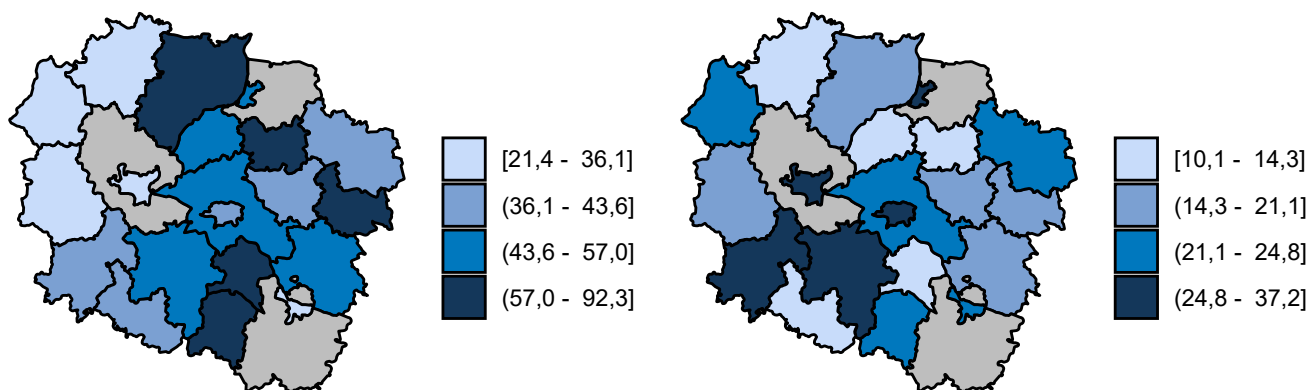 [21,4 - 36,1]
(36,1 - 43,6]
(43,6 - 57,0]
(57,0 - 92,3]
[10,1 - 14,3]
(14,3 - 21,1]
(21,1 - 24,8]
(24,8 - 37,2]